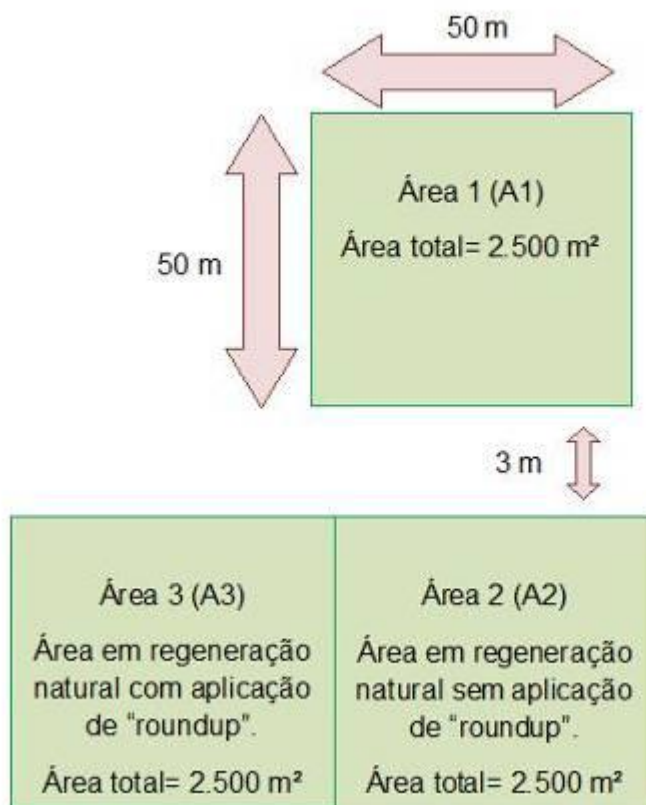 50 m
Área 1 (A1)
Área total= 2.500 m²
50 m
3 m
Área 3 (A3)
Área em regeneração
natural com aplicação
de “roundup”.
Área total= 2.500 m²
Área 2 (A2)
Área em regeneração
natural sem aplicação
de “roundup”.
Área total= 2.500 m²